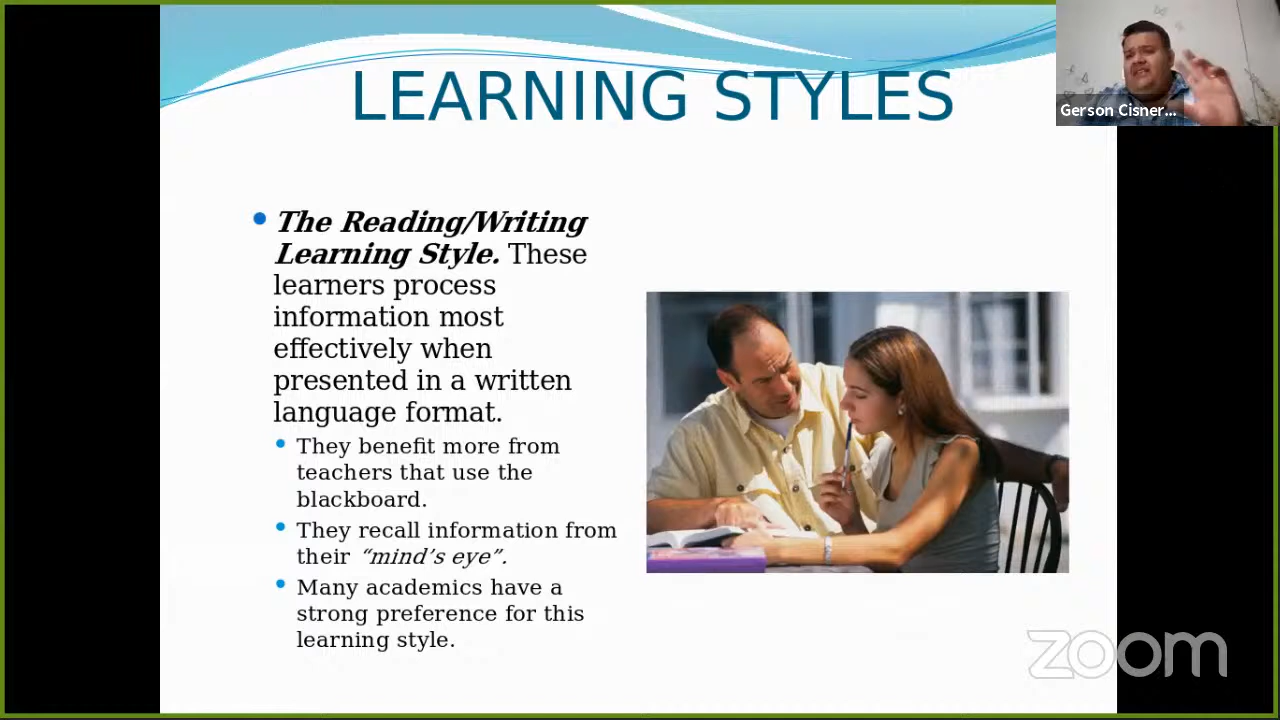 LEARNING STYLES
Gerson Cisner...
The Reading/Writing
Learning Style. These
learners process
information most
effectively when
presented in a written
language format.
They benefit more from
teachers that use the
blackboard.
They recall information from
their “mind’s eye”.
Many academics have a
strong preference for this
learning style.
zoom